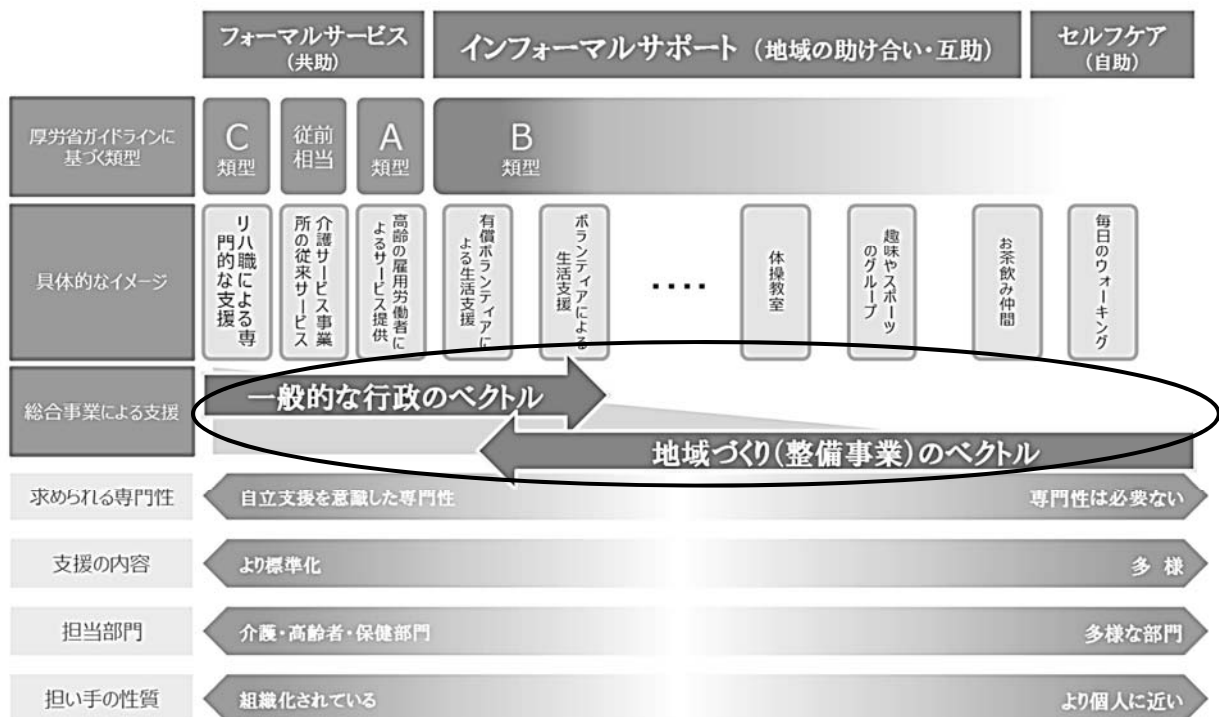 フォーマルサービス
（共助）
インフォーマルサポート（地域の助け合い・互助）
セルフケア
（自助）
厚労省ガイドラインに
基づく類型
C
類型
従前
相当
A
類型
B
類型
具体的なイメージ
リハ職による専
門的な支援
介護サービス事業
所の従来サービス
高齢の雇用労働者に
よるサービス提供
有償ボランティアに
よる生活支援
ボランティアによる
生活支援
・・・・
体操教室
趣味やスポーツ
のグループ
お茶飲み仲間
毎日のウォーキング
総合事業による支援
一般的な行政のベクトル
地域づくり(整備事業)のベクトル
求められる専門性
自立支援を意識した専門性
専門性は必要ない
支援の内容
より標準化
多 様
担当部門
介護・高齢者・保健部門
多様な部門
担い手の性質
組織化されている
より個人に近い